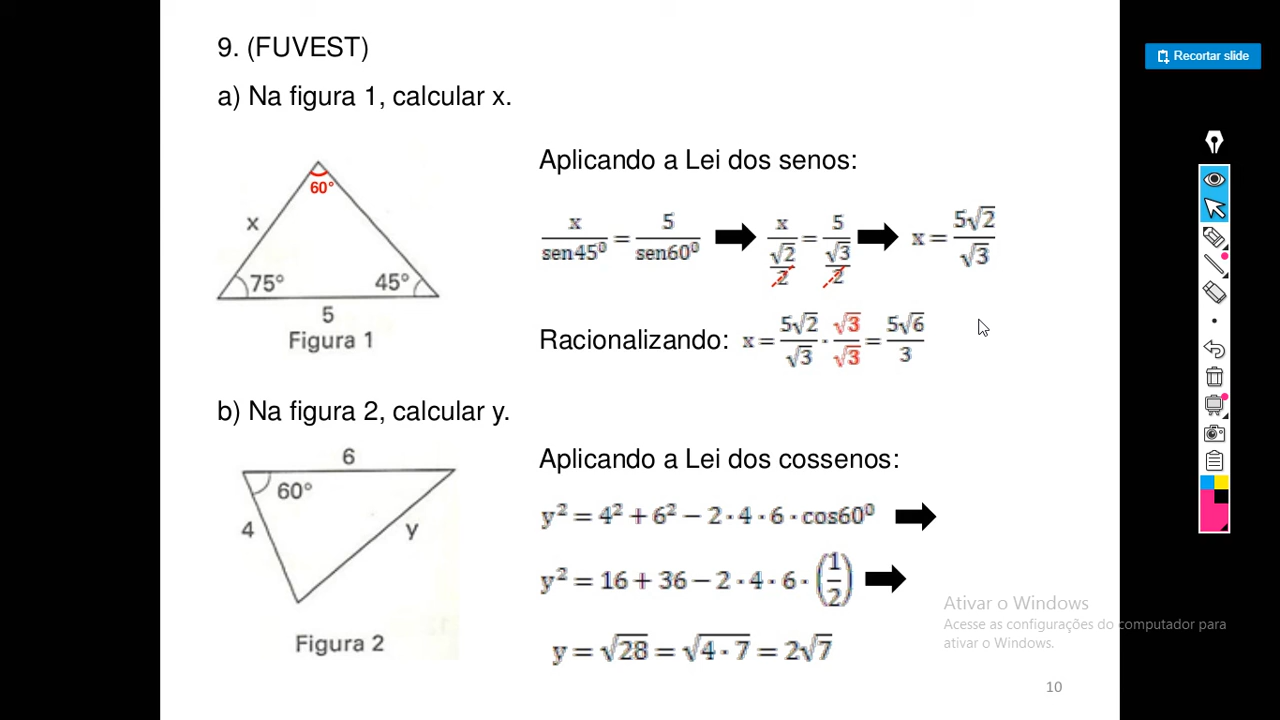 9. (FUVEST)
Recortar slide
a) Na figura 1, calcular x.
60°
x
75°
45°
5
Figura 1
Aplicando a Lei dos senos:
x/sen45⁰ = 5/sen60⁰ ➡ x/(√2/2) = 5/(√3/2) ➡ x = 5√2/√3
Racionalizando: x = 5√2/√3 · √3/√3 = 5√6/3
b) Na figura 2, calcular y.
6
60°
4
y
Figura 2
Aplicando a Lei dos cossenos:
y² = 4² + 6² − 2·4·6·cos60⁰ ➡
y² = 16 + 36 − 2·4·6·(1/2) ➡
y = √28 = √(4·7) = 2√7
Ativar o Windows
Acesse as configurações do computador para
ativar o Windows.
10